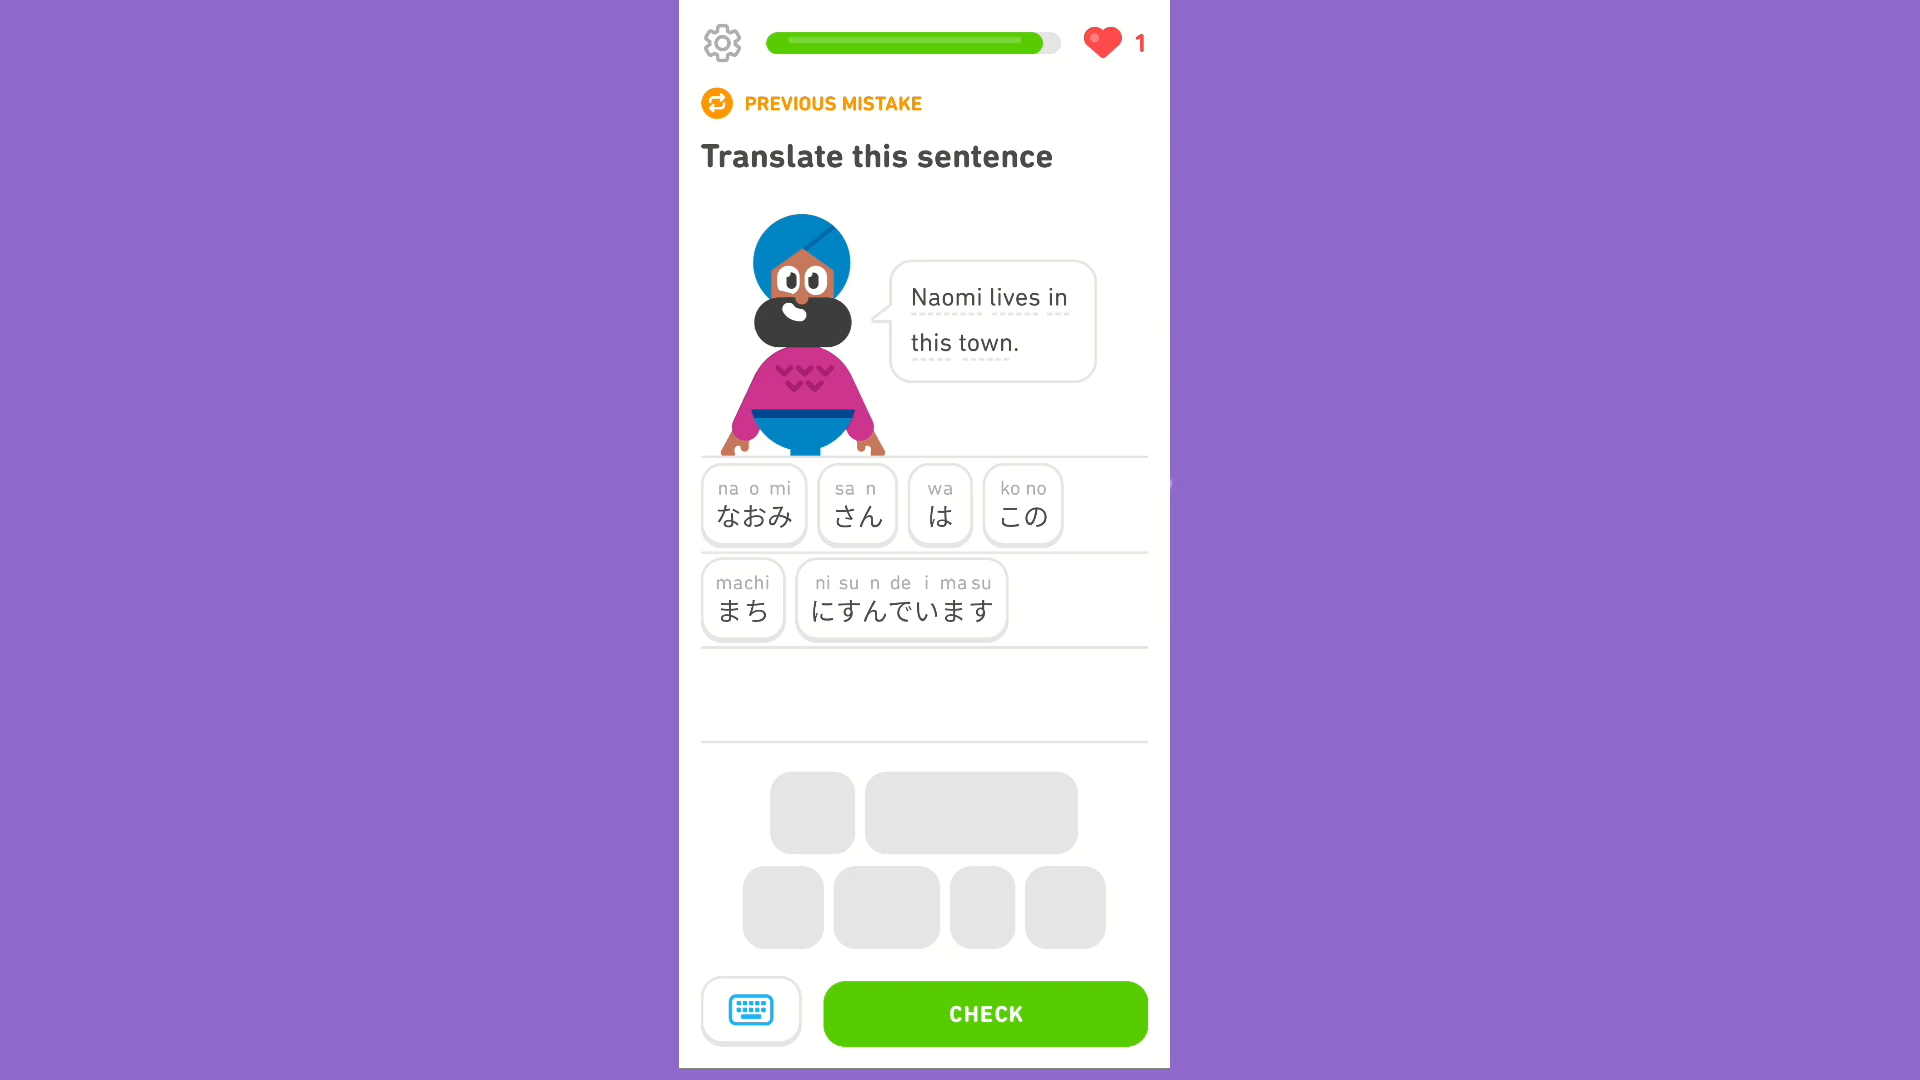 1
PREVIOUS MISTAKE
Translate this sentence
Naomi lives in
this town.
na o mi sa n wa ko no
なおみ さん は この
machi ni su n de i ma su
まち にすんでいます
CHECK